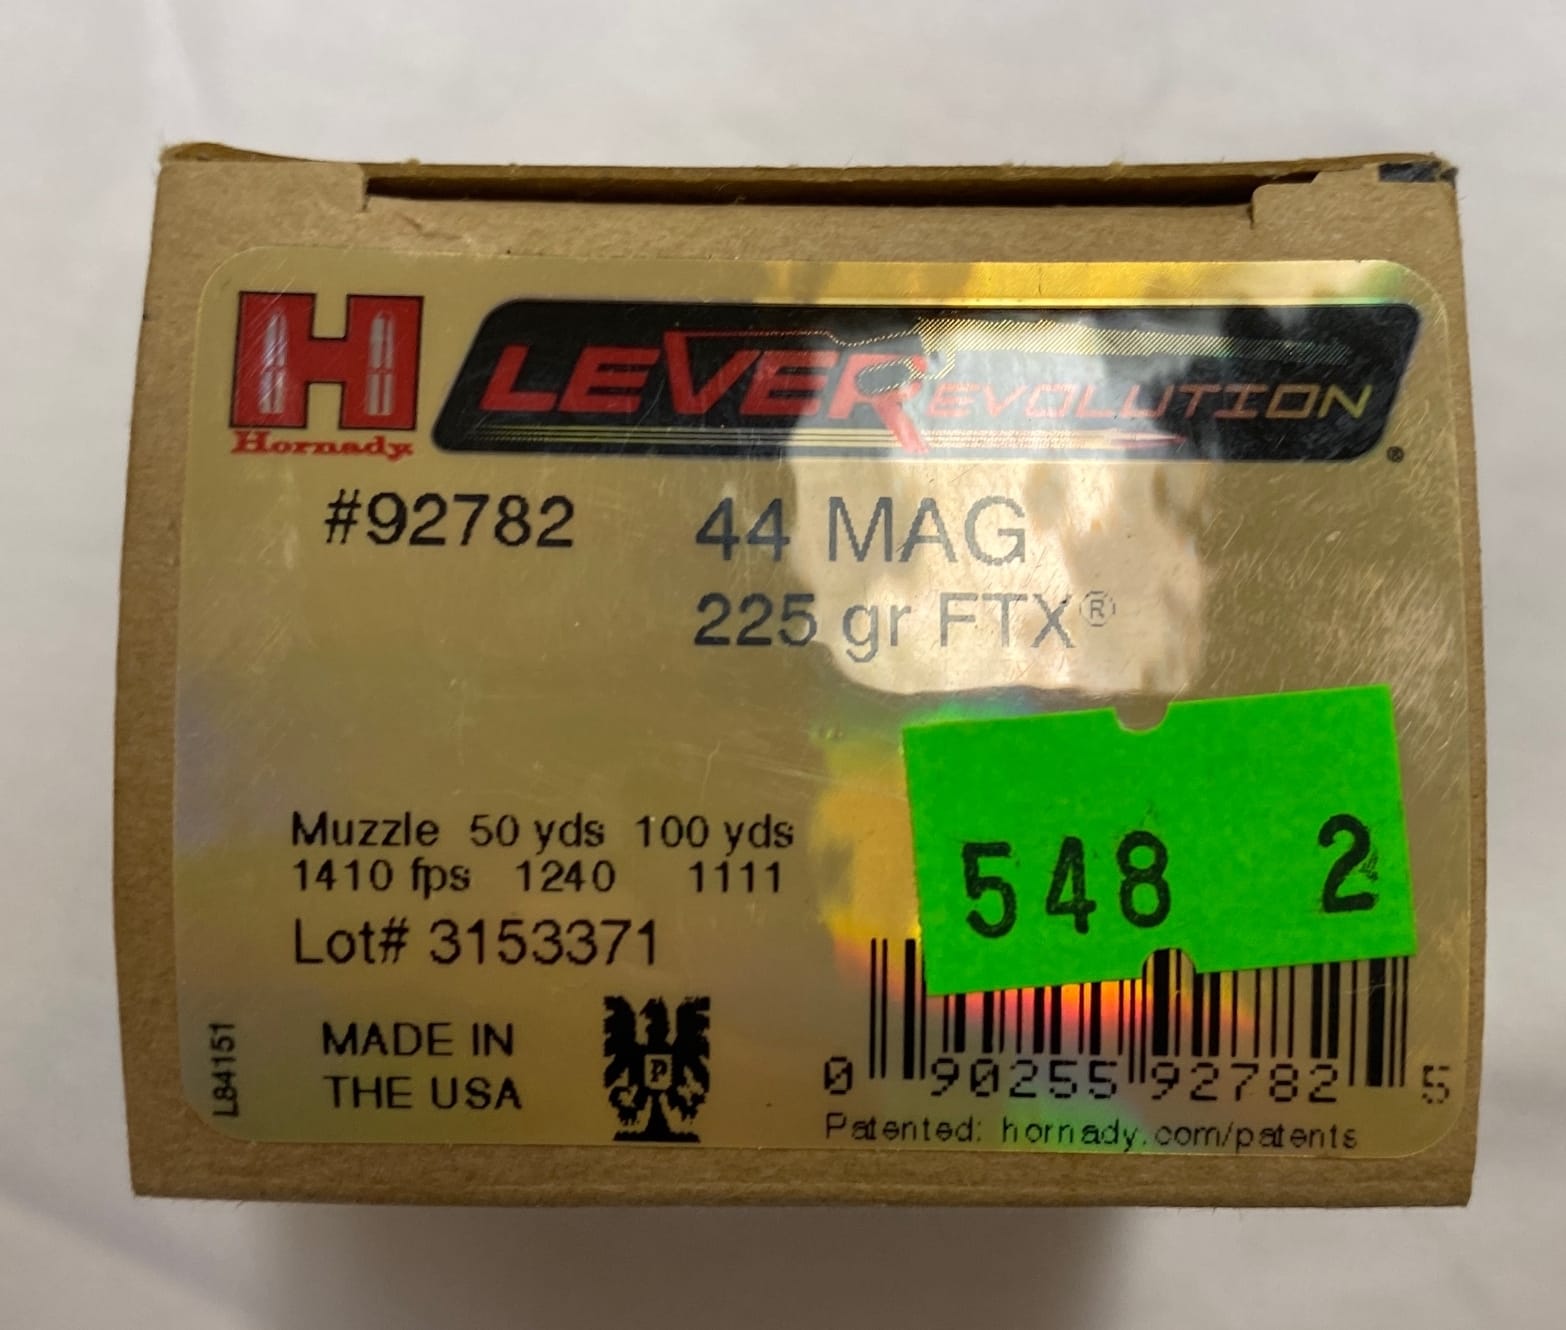 Hornady
LEVEREVOLUTION®
#92782 44 MAG
225 gr FTX®
548 2
Muzzle 50 yds 100 yds
1410 fps 1240 1111
Lot# 3153371
L84151
MADE IN
THE USA
P
0 90255 92782 5
Patented: hornady.com/patents